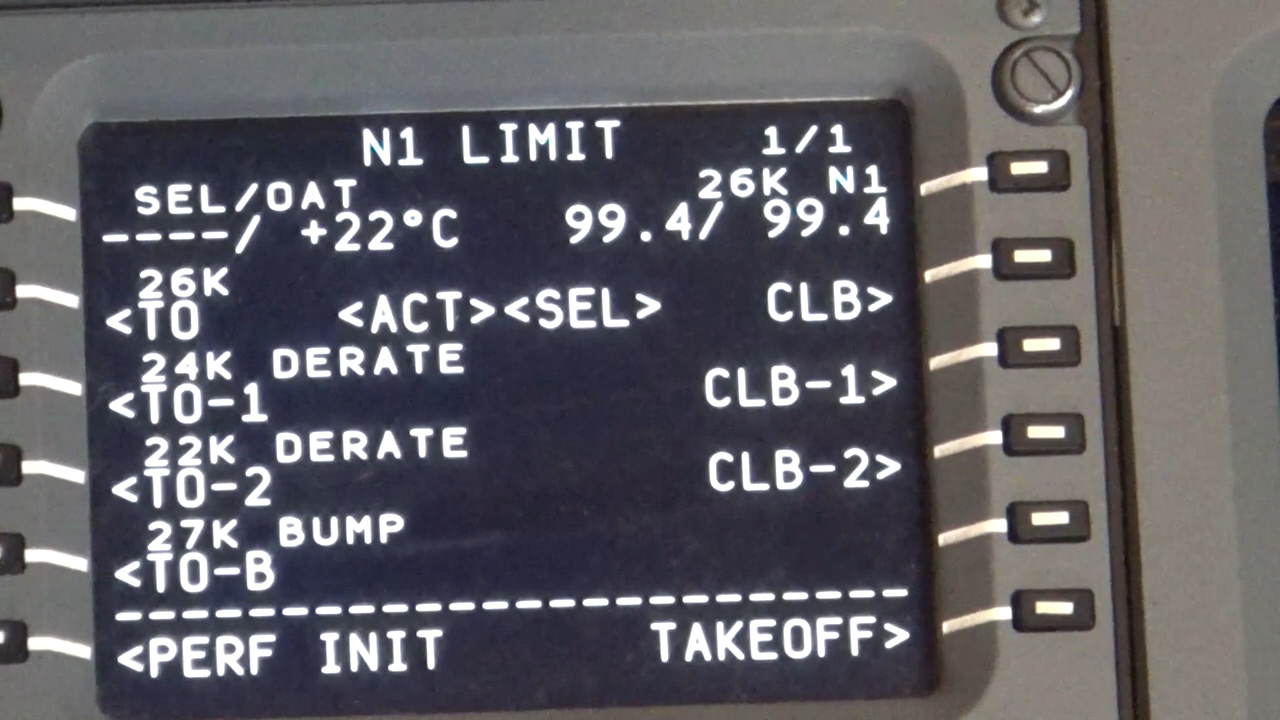 N1 LIMIT 1/1
SEL/OAT 26K N1
----/ +22°C 99.4/ 99.4
26K
<TO <ACT><SEL> CLB>
24K DERATE
<TO-1 CLB-1>
22K DERATE
<TO-2 CLB-2>
27K BUMP
<TO-B
------------------------
<PERF INIT TAKEOFF>